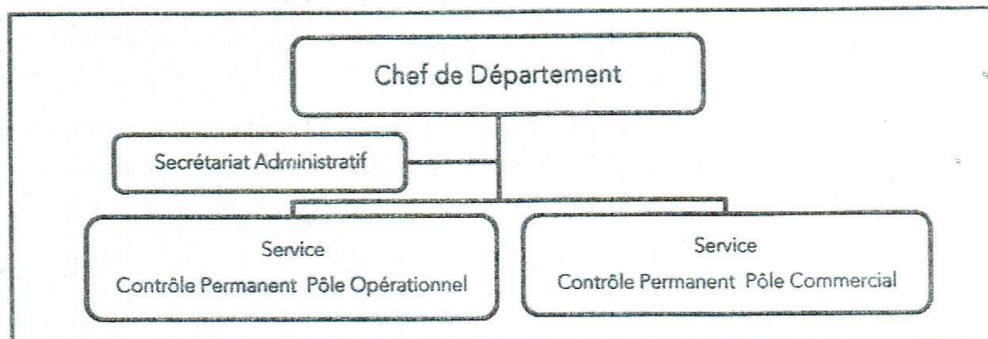 Chef de Département
Secrétariat Administratif
Service
Contrôle Permanent Pôle Opérationnel
Service
Contrôle Permanent Pôle Commercial